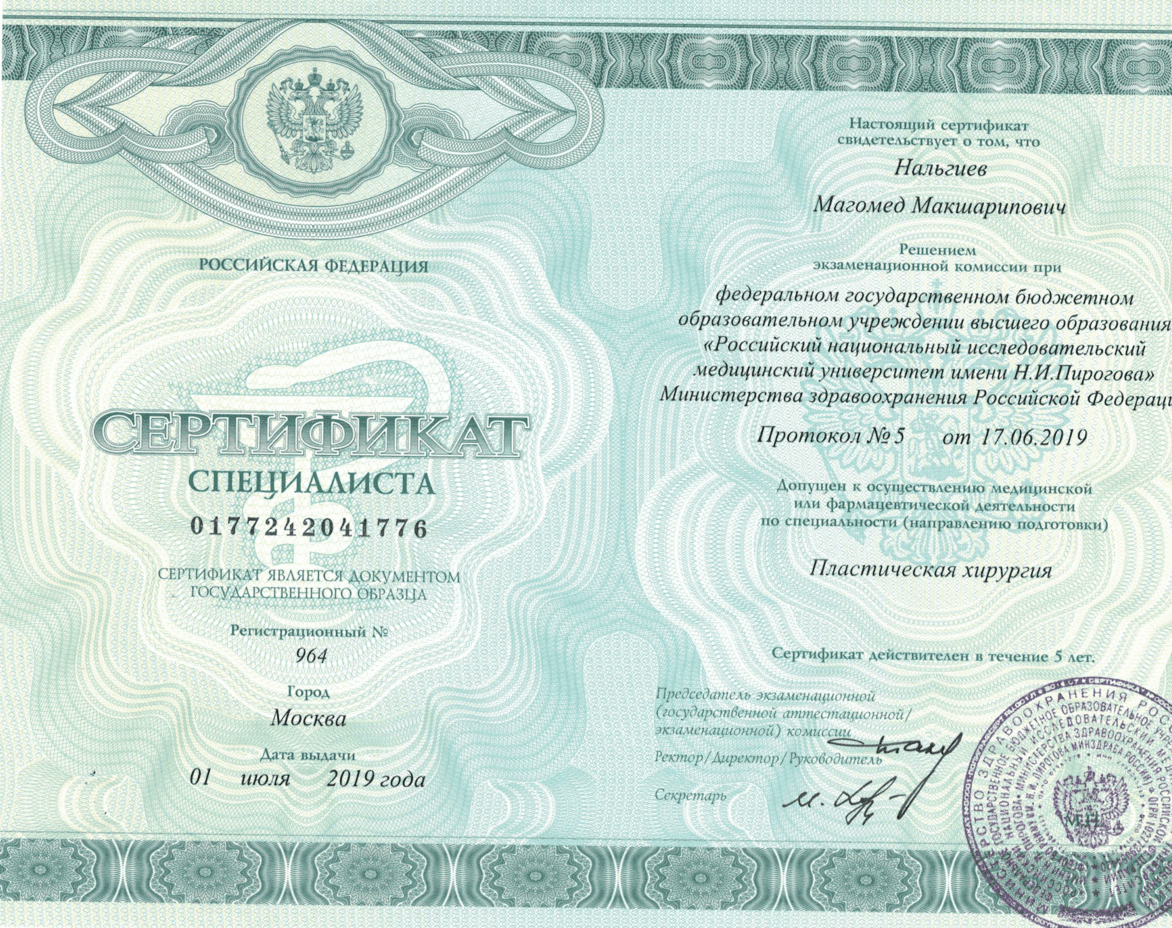 РОССИЙСКАЯ ФЕДЕРАЦИЯ
СЕРТИФИКАТ
СПЕЦИАЛИСТА
0177242041776
СЕРТИФИКАТ ЯВЛЯЕТСЯ ДОКУМЕНТОМ
ГОСУДАРСТВЕННОГО ОБРАЗЦА
Регистрационный №
964
Город
Москва
Дата выдачи
01 июля 2019 года
Настоящий сертификат
свидетельствует о том, что
Нальгиев
Магомед Макшарипович
Решением
экзаменационной комиссии при
федеральном государственном бюджетном
образовательном учреждении высшего образования
«Российский национальный исследовательский
медицинский университет имени Н.И.Пирогова»
Министерства здравоохранения Российской Федераци
Протокол № 5 от 17.06.2019
Допущен к осуществлению медицинской
или фармацевтической деятельности
по специальности (направлению подготовки)
Пластическая хирургия
Сертификат действителен в течение 5 лет.
Председатель экзаменационной
(государственной аттестационной/
экзаменационной) комиссии
Ректор/Директор/Руководитель
Секретарь
М.П.